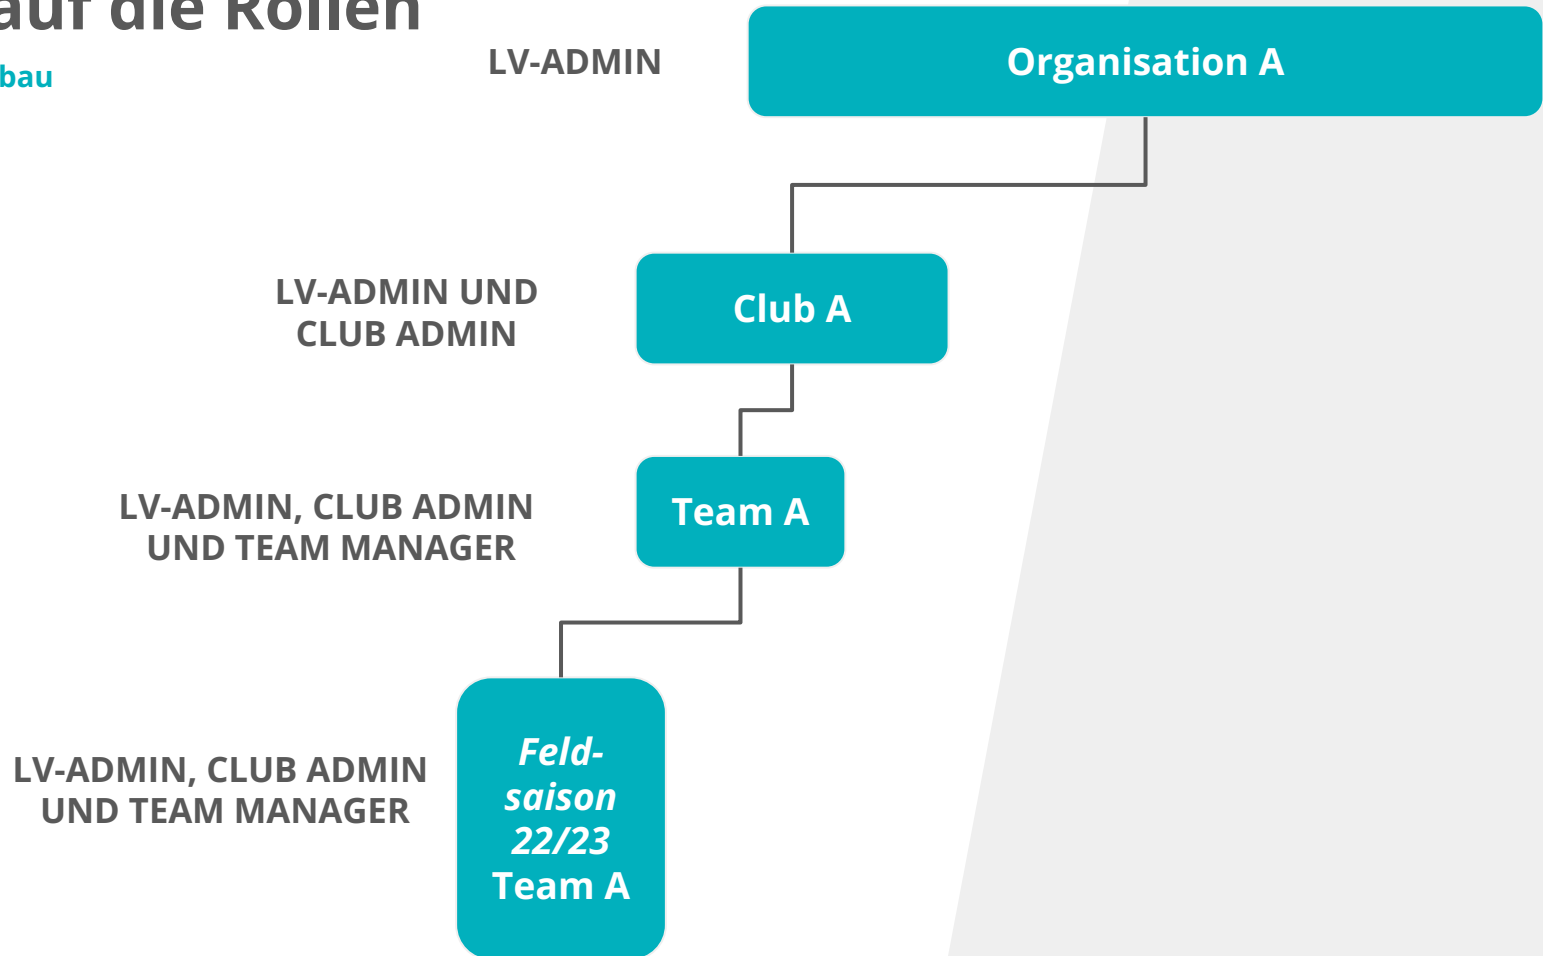 auf die Rollen
bau
LV-ADMIN
Organisation A
LV-ADMIN UND
CLUB ADMIN
Club A
LV-ADMIN, CLUB ADMIN
UND TEAM MANAGER
Team A
LV-ADMIN, CLUB ADMIN
UND TEAM MANAGER
Feld-
saison
22/23
Team A